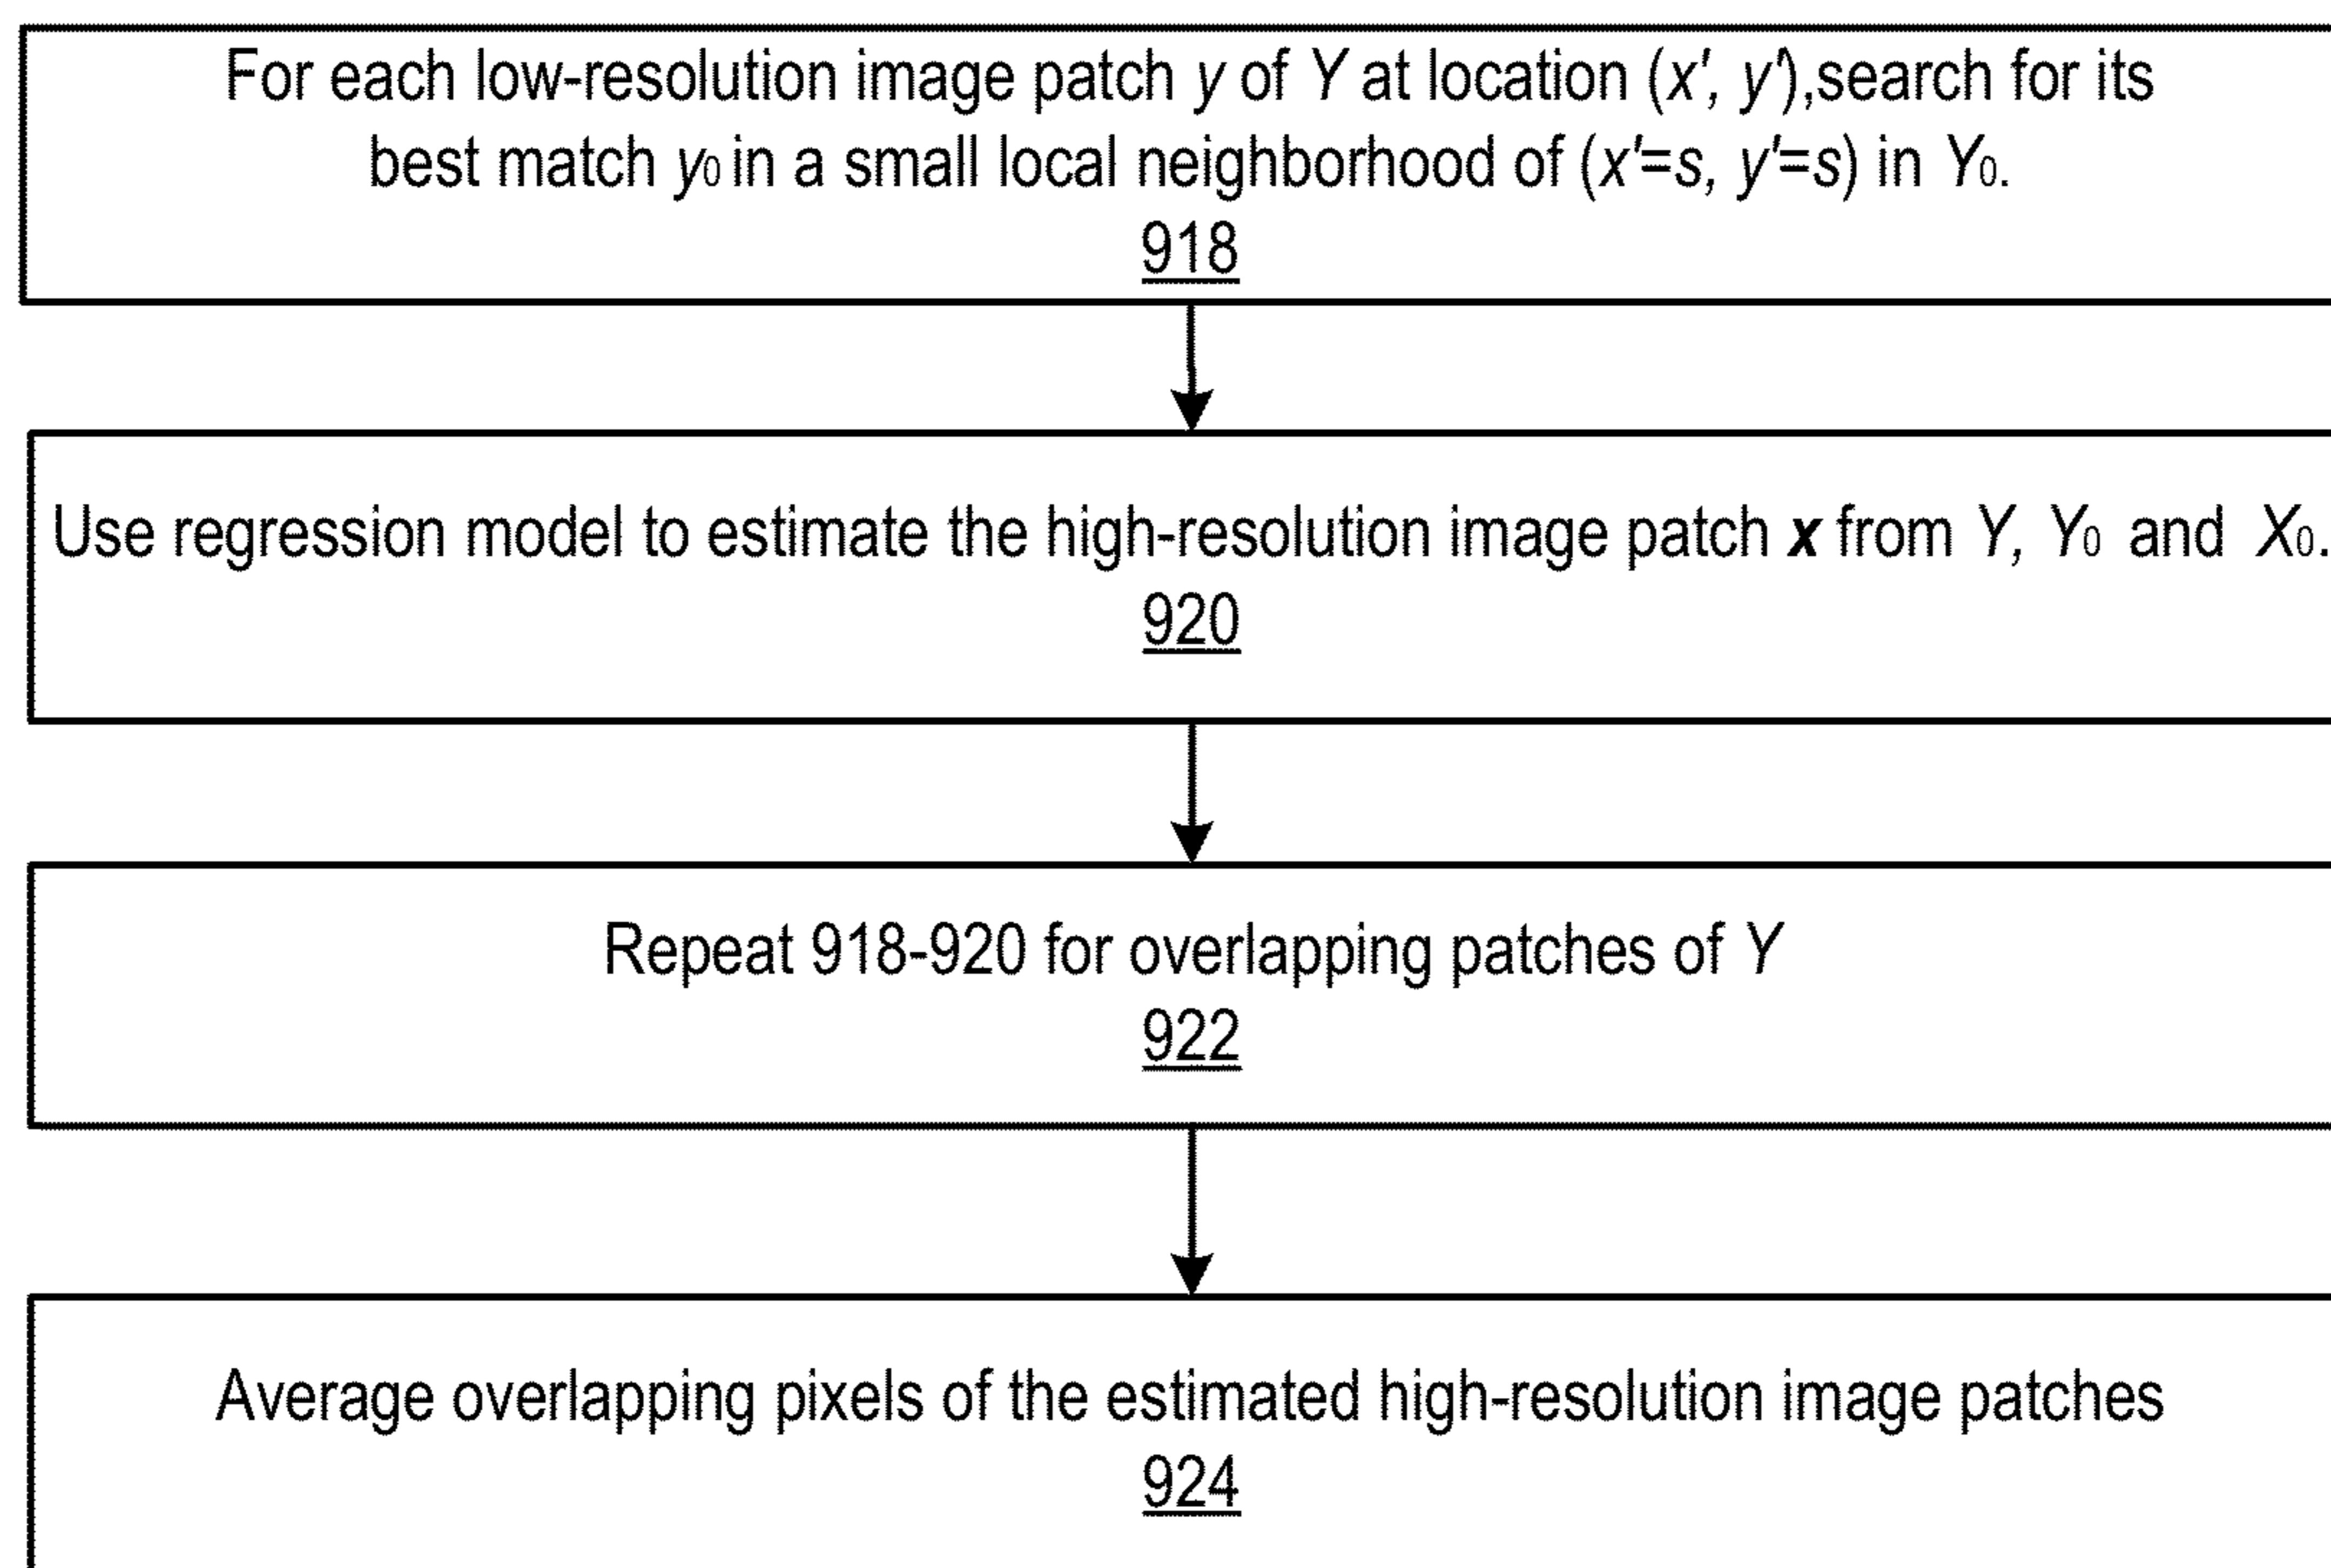 For each low-resolution image patch y of Y at location (x', y'),search for its
best match y0 in a small local neighborhood of (x'=s, y'=s) in Y0.
918
Use regression model to estimate the high-resolution image patch x from Y, Y0 and X0.
920
Repeat 918-920 for overlapping patches of Y
922
Average overlapping pixels of the estimated high-resolution image patches
924